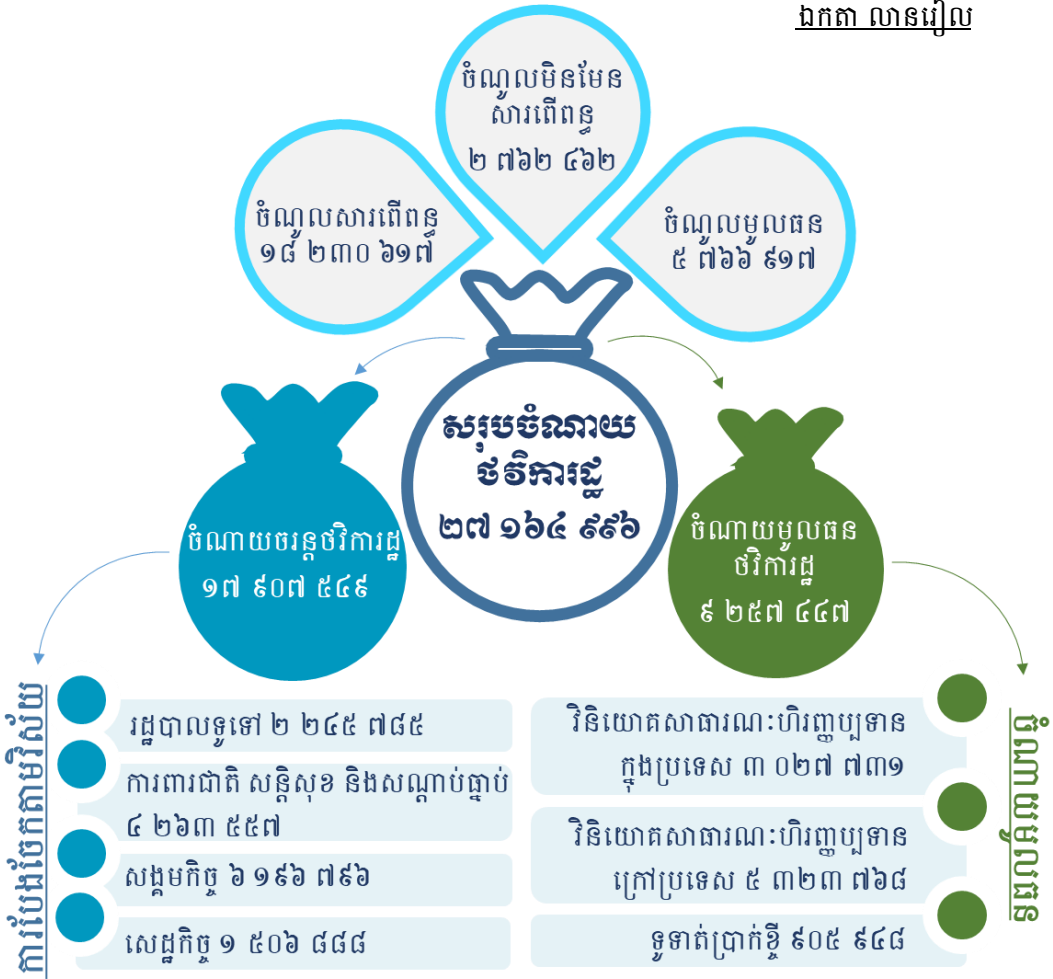 ឯកតា លានរៀល
ចំណូលមិនមែន
សារពើពន្ធ
២ ៧៦២ ៤៦២
ចំណូលសារពើពន្ធ
១៨ ២៣០ ៦១៧
ចំណូលមូលធន
៥ ៧៦៦ ៩១៧
សរុបចំណាយ
ថវិការដ្ឋ
២៧ ១៦៤ ៩៩៦
ចំណាយចរន្តថវិការដ្ឋ
១៧ ៩០៧ ៥៤៩
ចំណាយមូលធន
ថវិការដ្ឋ
៩ ២៥៧ ៤៤៧
ការបែងចែកតាមវិស័យ
រដ្ឋបាលទូទៅ ២ ២៤៥ ៧៨៥
ការពារជាតិ សន្តិសុខ និងសណ្តាប់ធ្នាប់
៤ ២៦៣ ៥៥៧
សង្គមកិច្ច ៦ ១៩៦ ៧៩៦
សេដ្ឋកិច្ច ១ ៥០៦ ៨៨៨
វិនិយោគសាធារណៈហិរញ្ញប្បទាន
ក្នុងប្រទេស ៣ ០២៧ ៧៣១
វិនិយោគសាធារណៈហិរញ្ញប្បទាន
ក្រៅប្រទេស ៥ ៣២៣ ៧៦៨
ទូទាត់ប្រាក់ខ្ចី ៩០៥ ៩៤៨
ចំណាយមូលធន